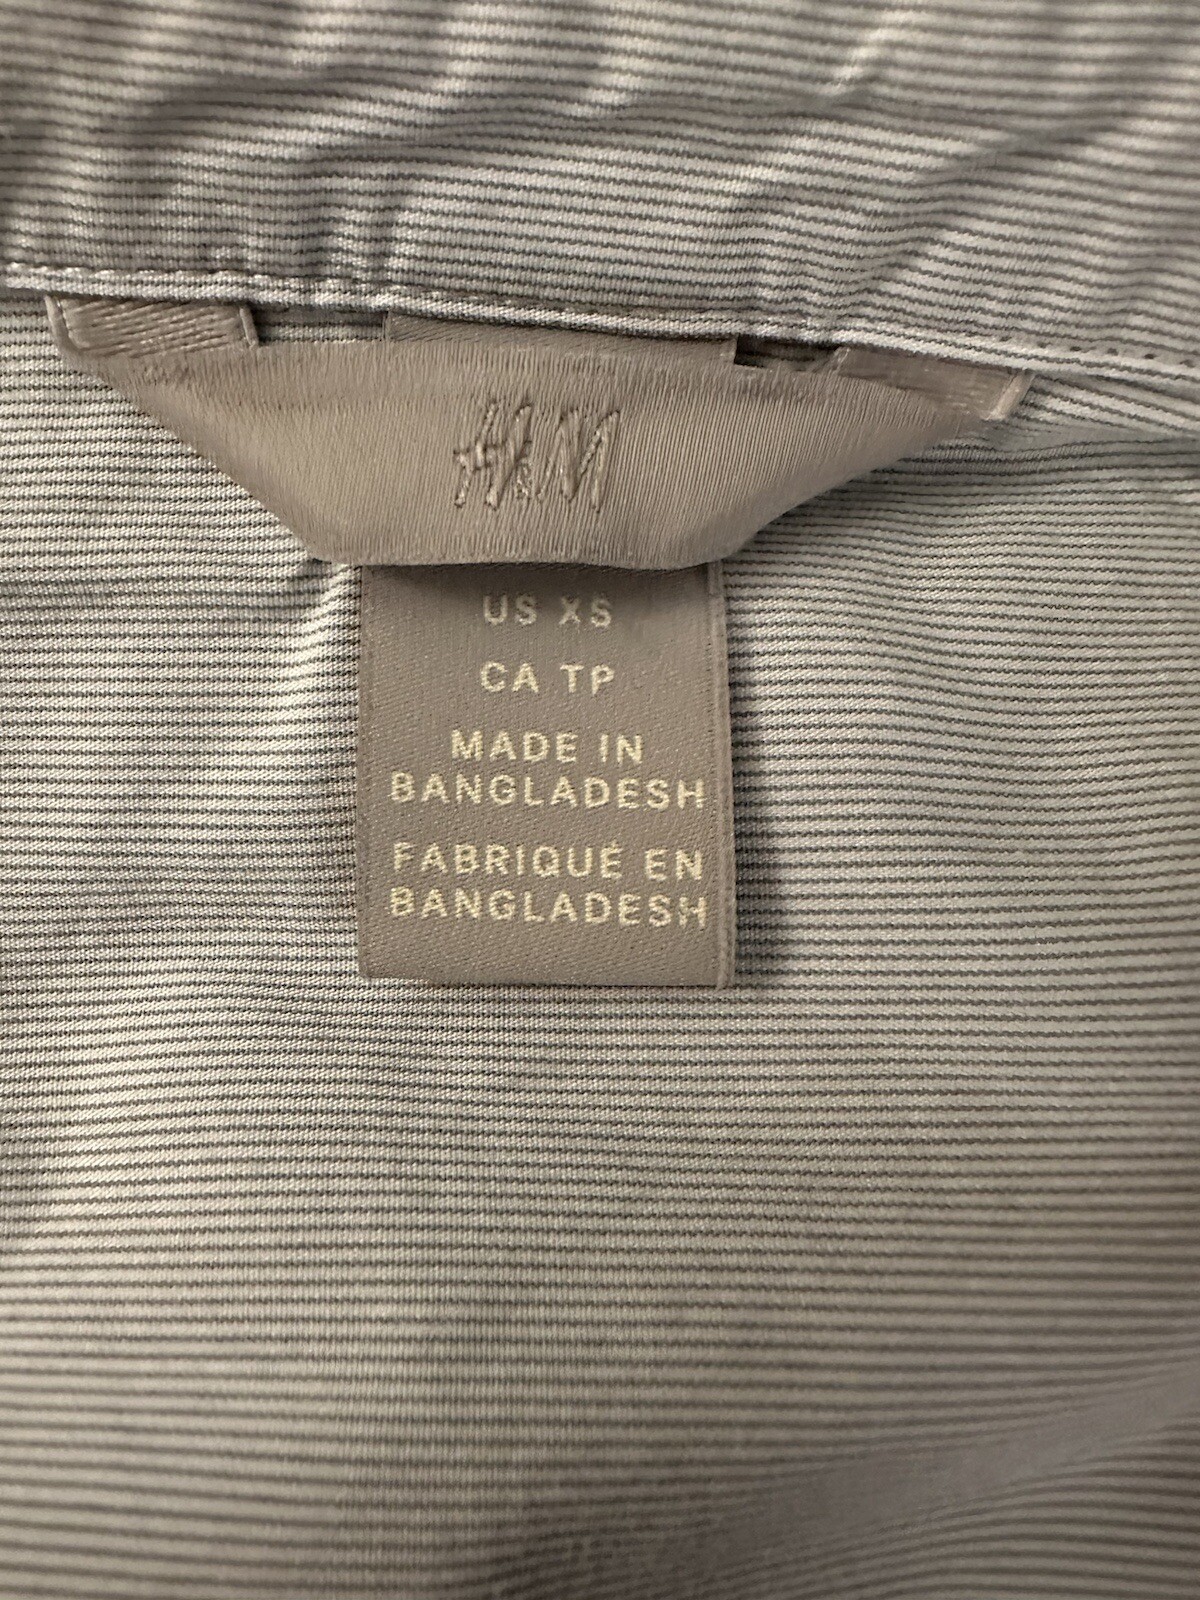 H&M
US XS
CA TP
MADE IN
BANGLADESH
FABRIQUÉ EN
BANGLADESH